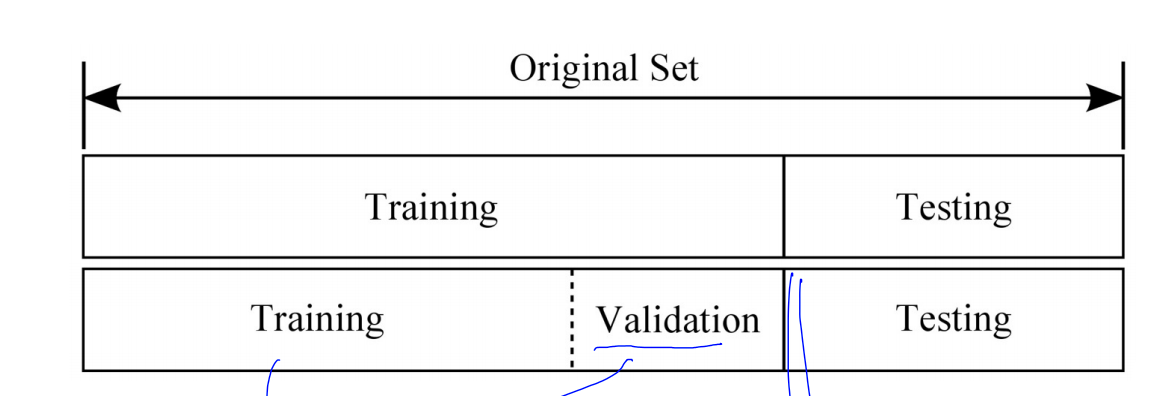 Original Set
Training Testing
Training Validation Testing